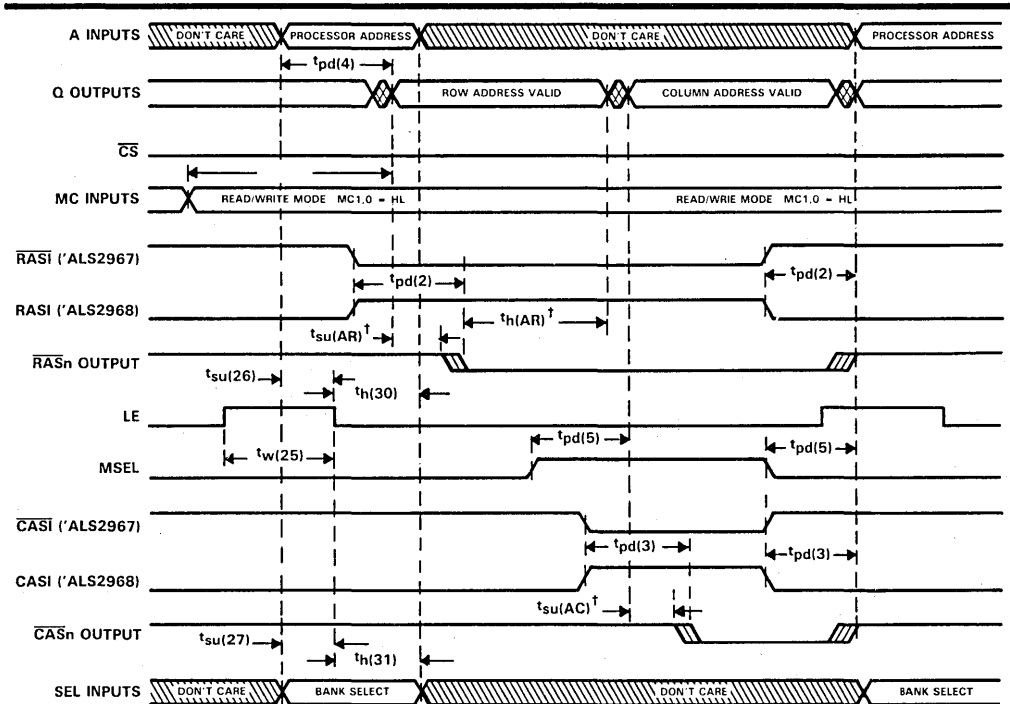 A INPUTS DON'T CARE PROCESSOR ADDRESS DON'T CARE PROCESSOR ADDRESS
tpd(4)
Q OUTPUTS ROW ADDRESS VALID COLUMN ADDRESS VALID
CS
MC INPUTS READ/WRITE MODE MC1,0 = HL READ/WRIE MODE MC1,0 = HL
RASI ('ALS2967)
tpd(2) tpd(2)
RASI ('ALS2968)
th(AR)†
tsu(AR)†
RASn OUTPUT
tsu(26)
th(30)
LE
tpd(5) tpd(5)
tw(25)
MSEL
CASI ('ALS2967)
tpd(3) tpd(3)
CASI ('ALS2968)
tsu(AC)†
CASn OUTPUT
tsu(27)
th(31)
SEL INPUTS DON'T CARE BANK SELECT DON'T CARE BANK SELECT